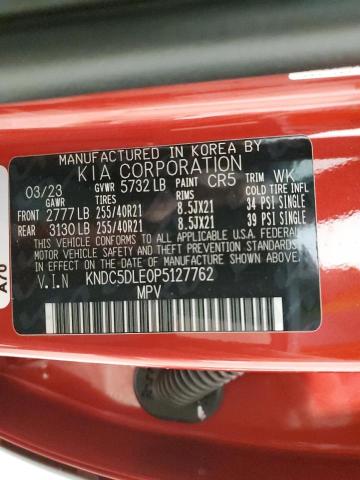 MANUFACTURED IN KOREA BY
KIA CORPORATION
03/23 GVWR 5732 LB PAINT CR5 TRIM WK
GAWR TIRES RIMS COLD TIRE INFL
FRONT 2777 LB 255/40R21 8.5JX21 34 PSI SINGLE
REAR 3130 LB 255/40R21 8.5JX21 39 PSI SINGLE
THIS VEHICLE CONFORMS TO ALL APPLICABLE
FEDERAL MOTOR VEHICLE SAFETY, BUMPER, AND THEFT PREVENTION
STANDARDS IN EFFECT ON THE DATE OF MANUFACTURE SHOWN ABOVE.
V.I.N KNDC5DLE0P5127762
MPV
A70